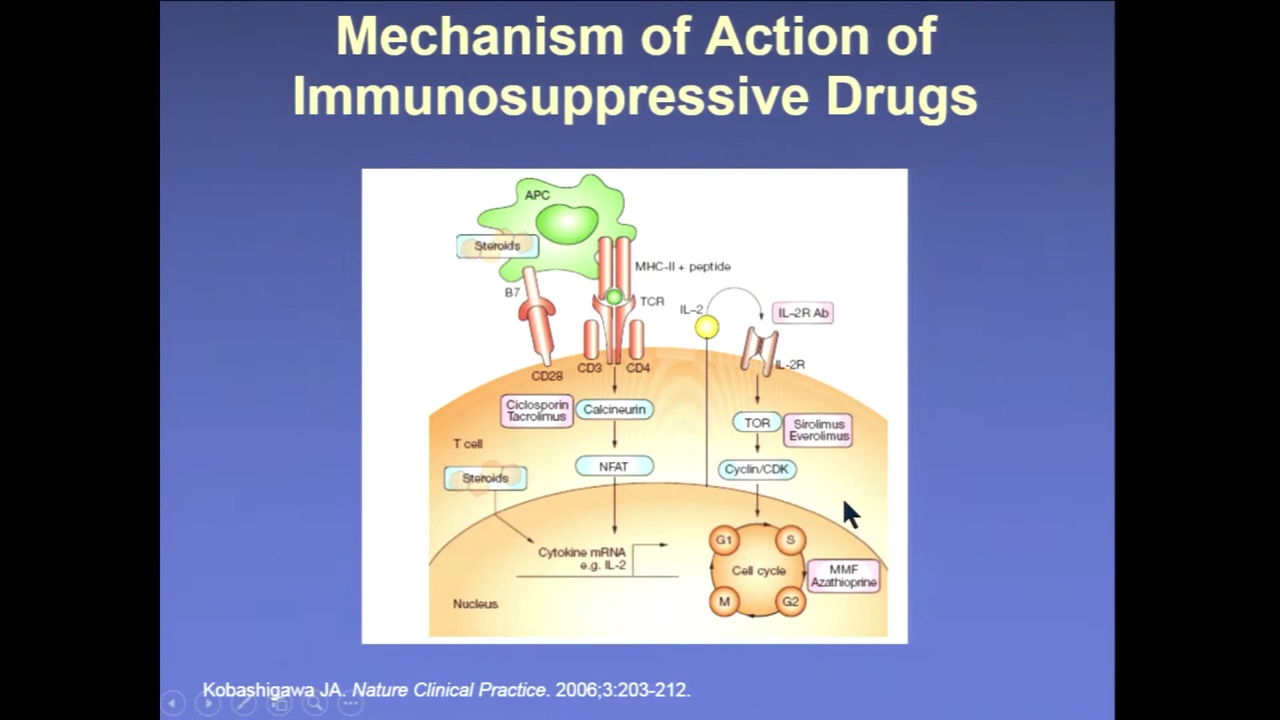 Mechanism of Action of
Immunosuppressive Drugs
APC
Steroids
MHC-II + peptide
B7
TCR
IL-2
IL-2R Ab
IL-2R
CD28
CD3
CD4
Ciclosporin
Tacrolimus
Calcineurin
TOR
Sirolimus
Everolimus
T cell
NFAT
Cyclin/CDK
Steroids
Cytokine mRNA
e.g. IL-2
G1
S
Cell cycle
MMF
Azathioprine
M
G2
Nucleus
Kobashigawa JA. Nature Clinical Practice. 2006;3:203-212.